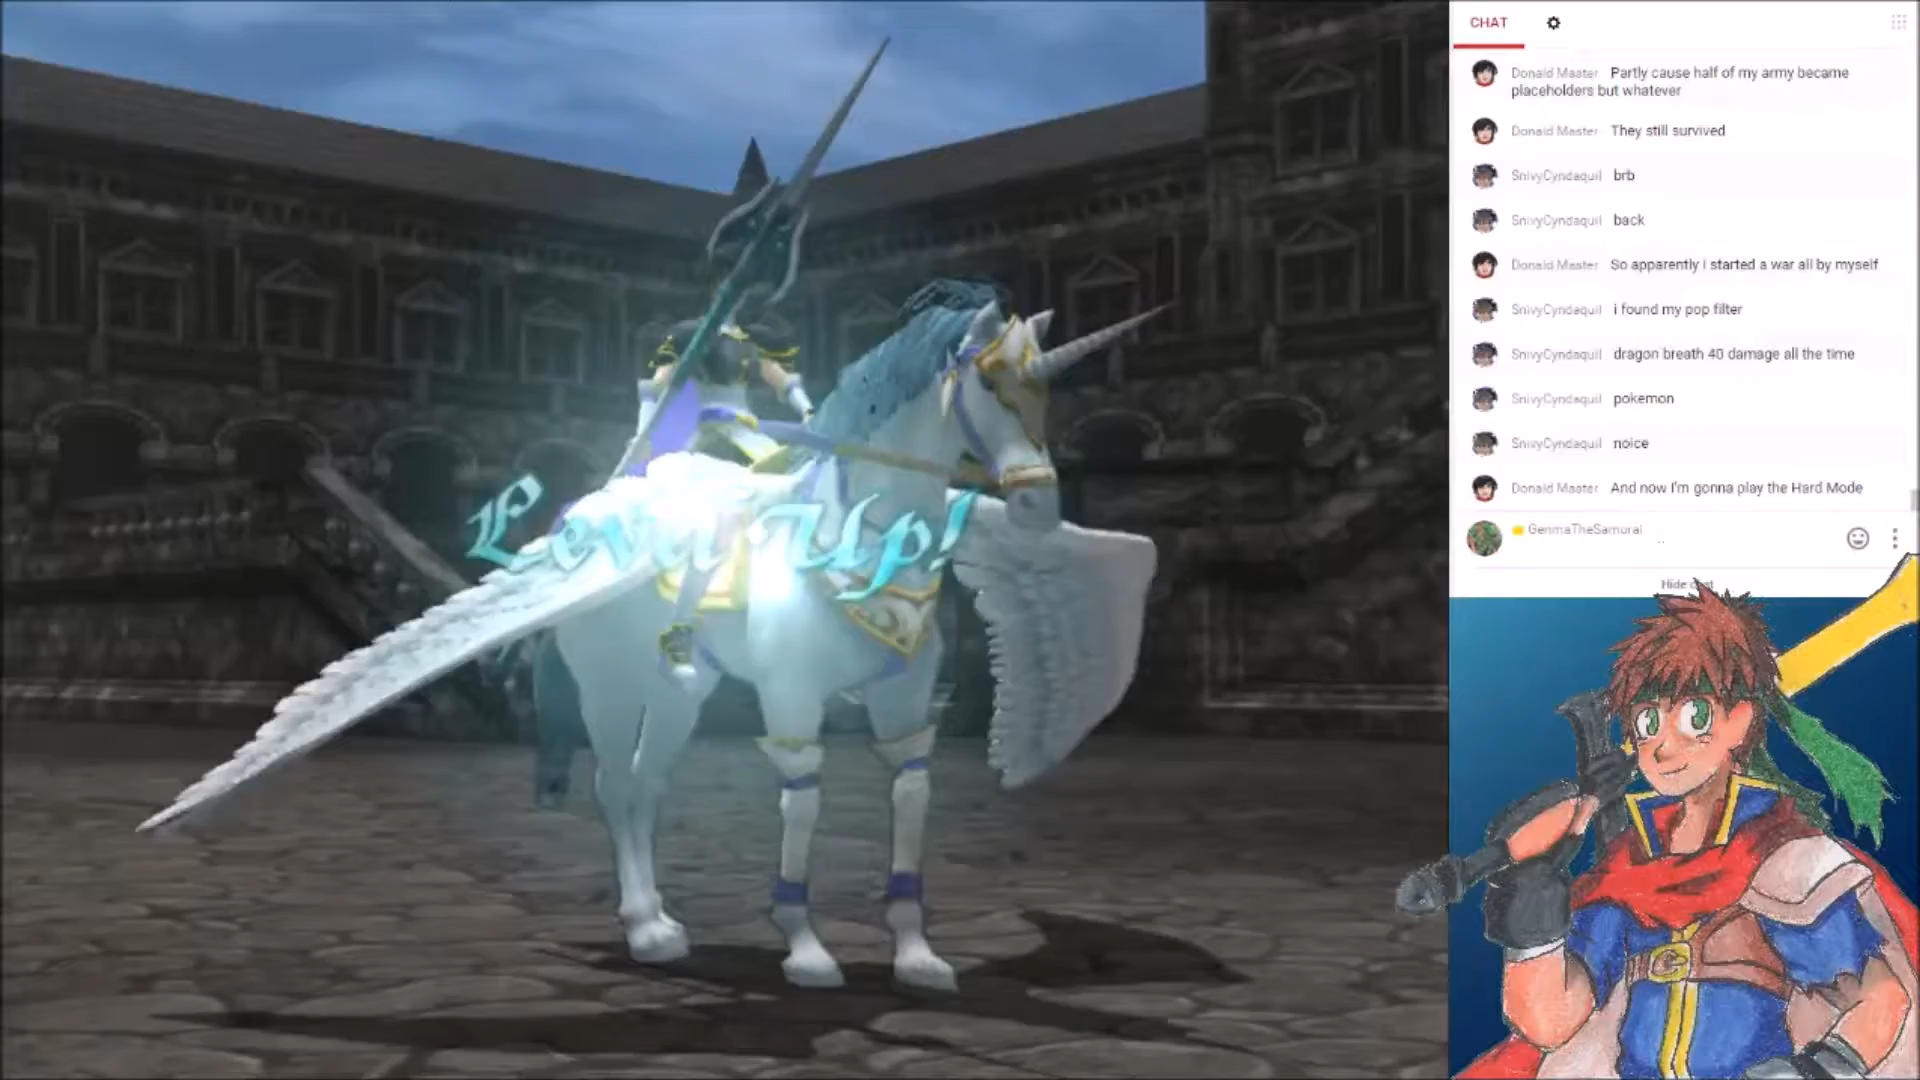 CHAT
Donald Master Partly cause half of my army became
placeholders but whatever
Donald Master They still survived
SnivyCyndaquil brb
SnivyCyndaquil back
Donald Master So apparently i started a war all by myself
SnivyCyndaquil i found my pop filter
SnivyCyndaquil dragon breath 40 damage all the time
SnivyCyndaquil pokemon
SnivyCyndaquil noice
Donald Master And now I'm gonna play the Hard Mode
GenmaTheSamurai
Hide chat
Level Up!